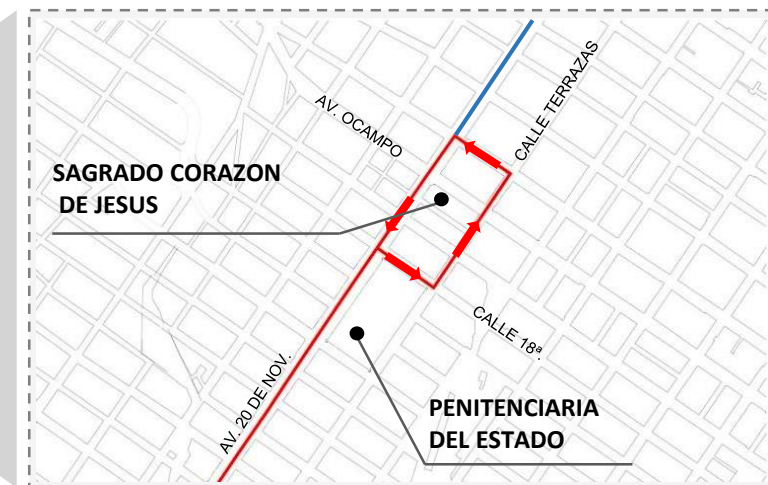 AV. OCAMPO
CALLE TERRAZAS
SAGRADO CORAZON
DE JESUS
CALLE 18ª.
AV. 20 DE NOV.
PENITENCIARIA
DEL ESTADO